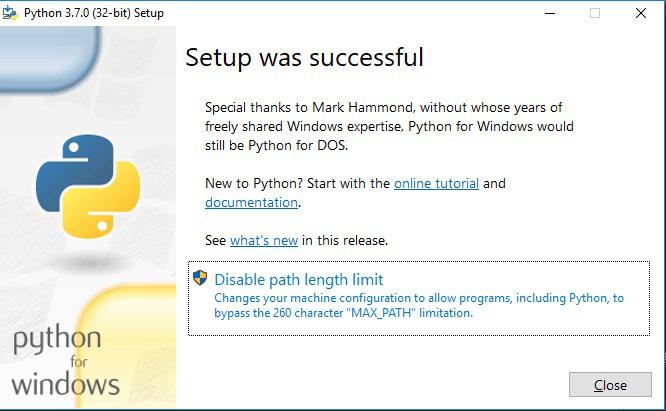 Python 3.7.0 (32-bit) Setup
Setup was successful
Special thanks to Mark Hammond, without whose years of
freely shared Windows expertise, Python for Windows would
still be Python for DOS.
New to Python? Start with the online tutorial and
documentation.
See what's new in this release.
Disable path length limit
Changes your machine configuration to allow programs, including Python, to
bypass the 260 character "MAX_PATH" limitation.
python
for
windows
Close